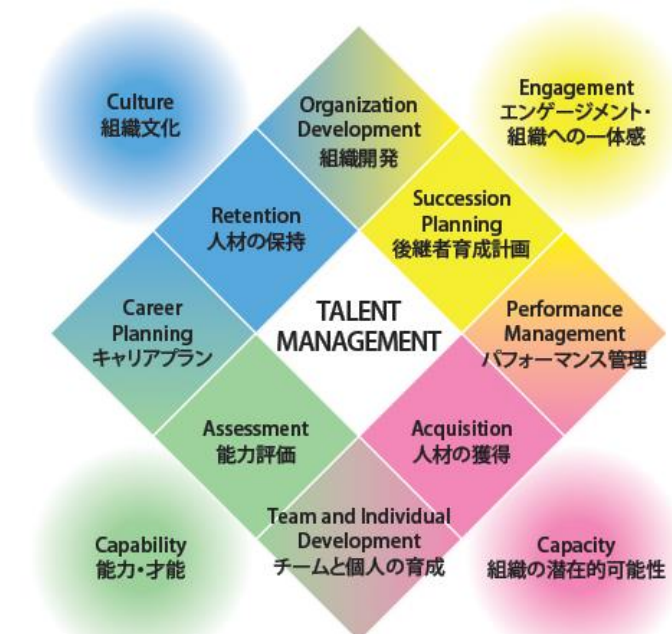 Culture
組織文化
Organization
Development
組織開発
Engagement
エンゲージメント・
組織への一体感
Retention
人材の保持
Succession
Planning
後継者育成計画
Career
Planning
キャリアプラン
TALENT
MANAGEMENT
Performance
Management
パフォーマンス管理
Assessment
能力評価
Acquisition
人材の獲得
Capability
能力・才能
Team and Individual
Development
チームと個人の育成
Capacity
組織の潜在的可能性